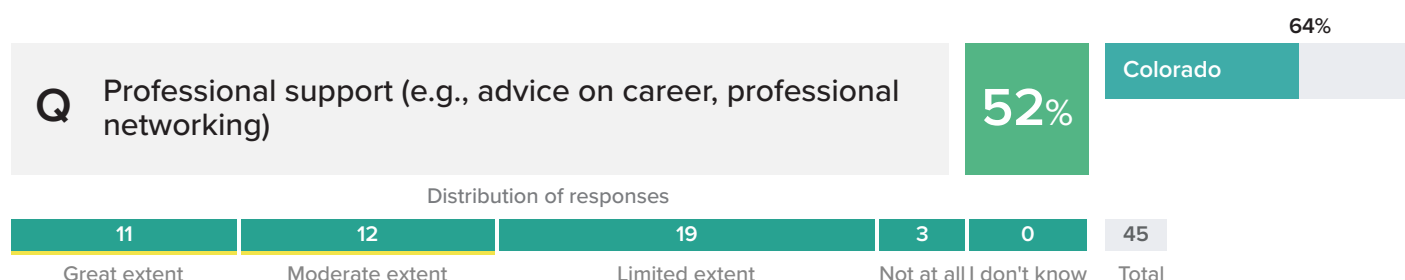 64%
Q Professional support (e.g., advice on career, professional
networking)
52%
Colorado
Distribution of responses
11 12 19 3 0 45
Great extent Moderate extent Limited extent Not at all I don't know Total